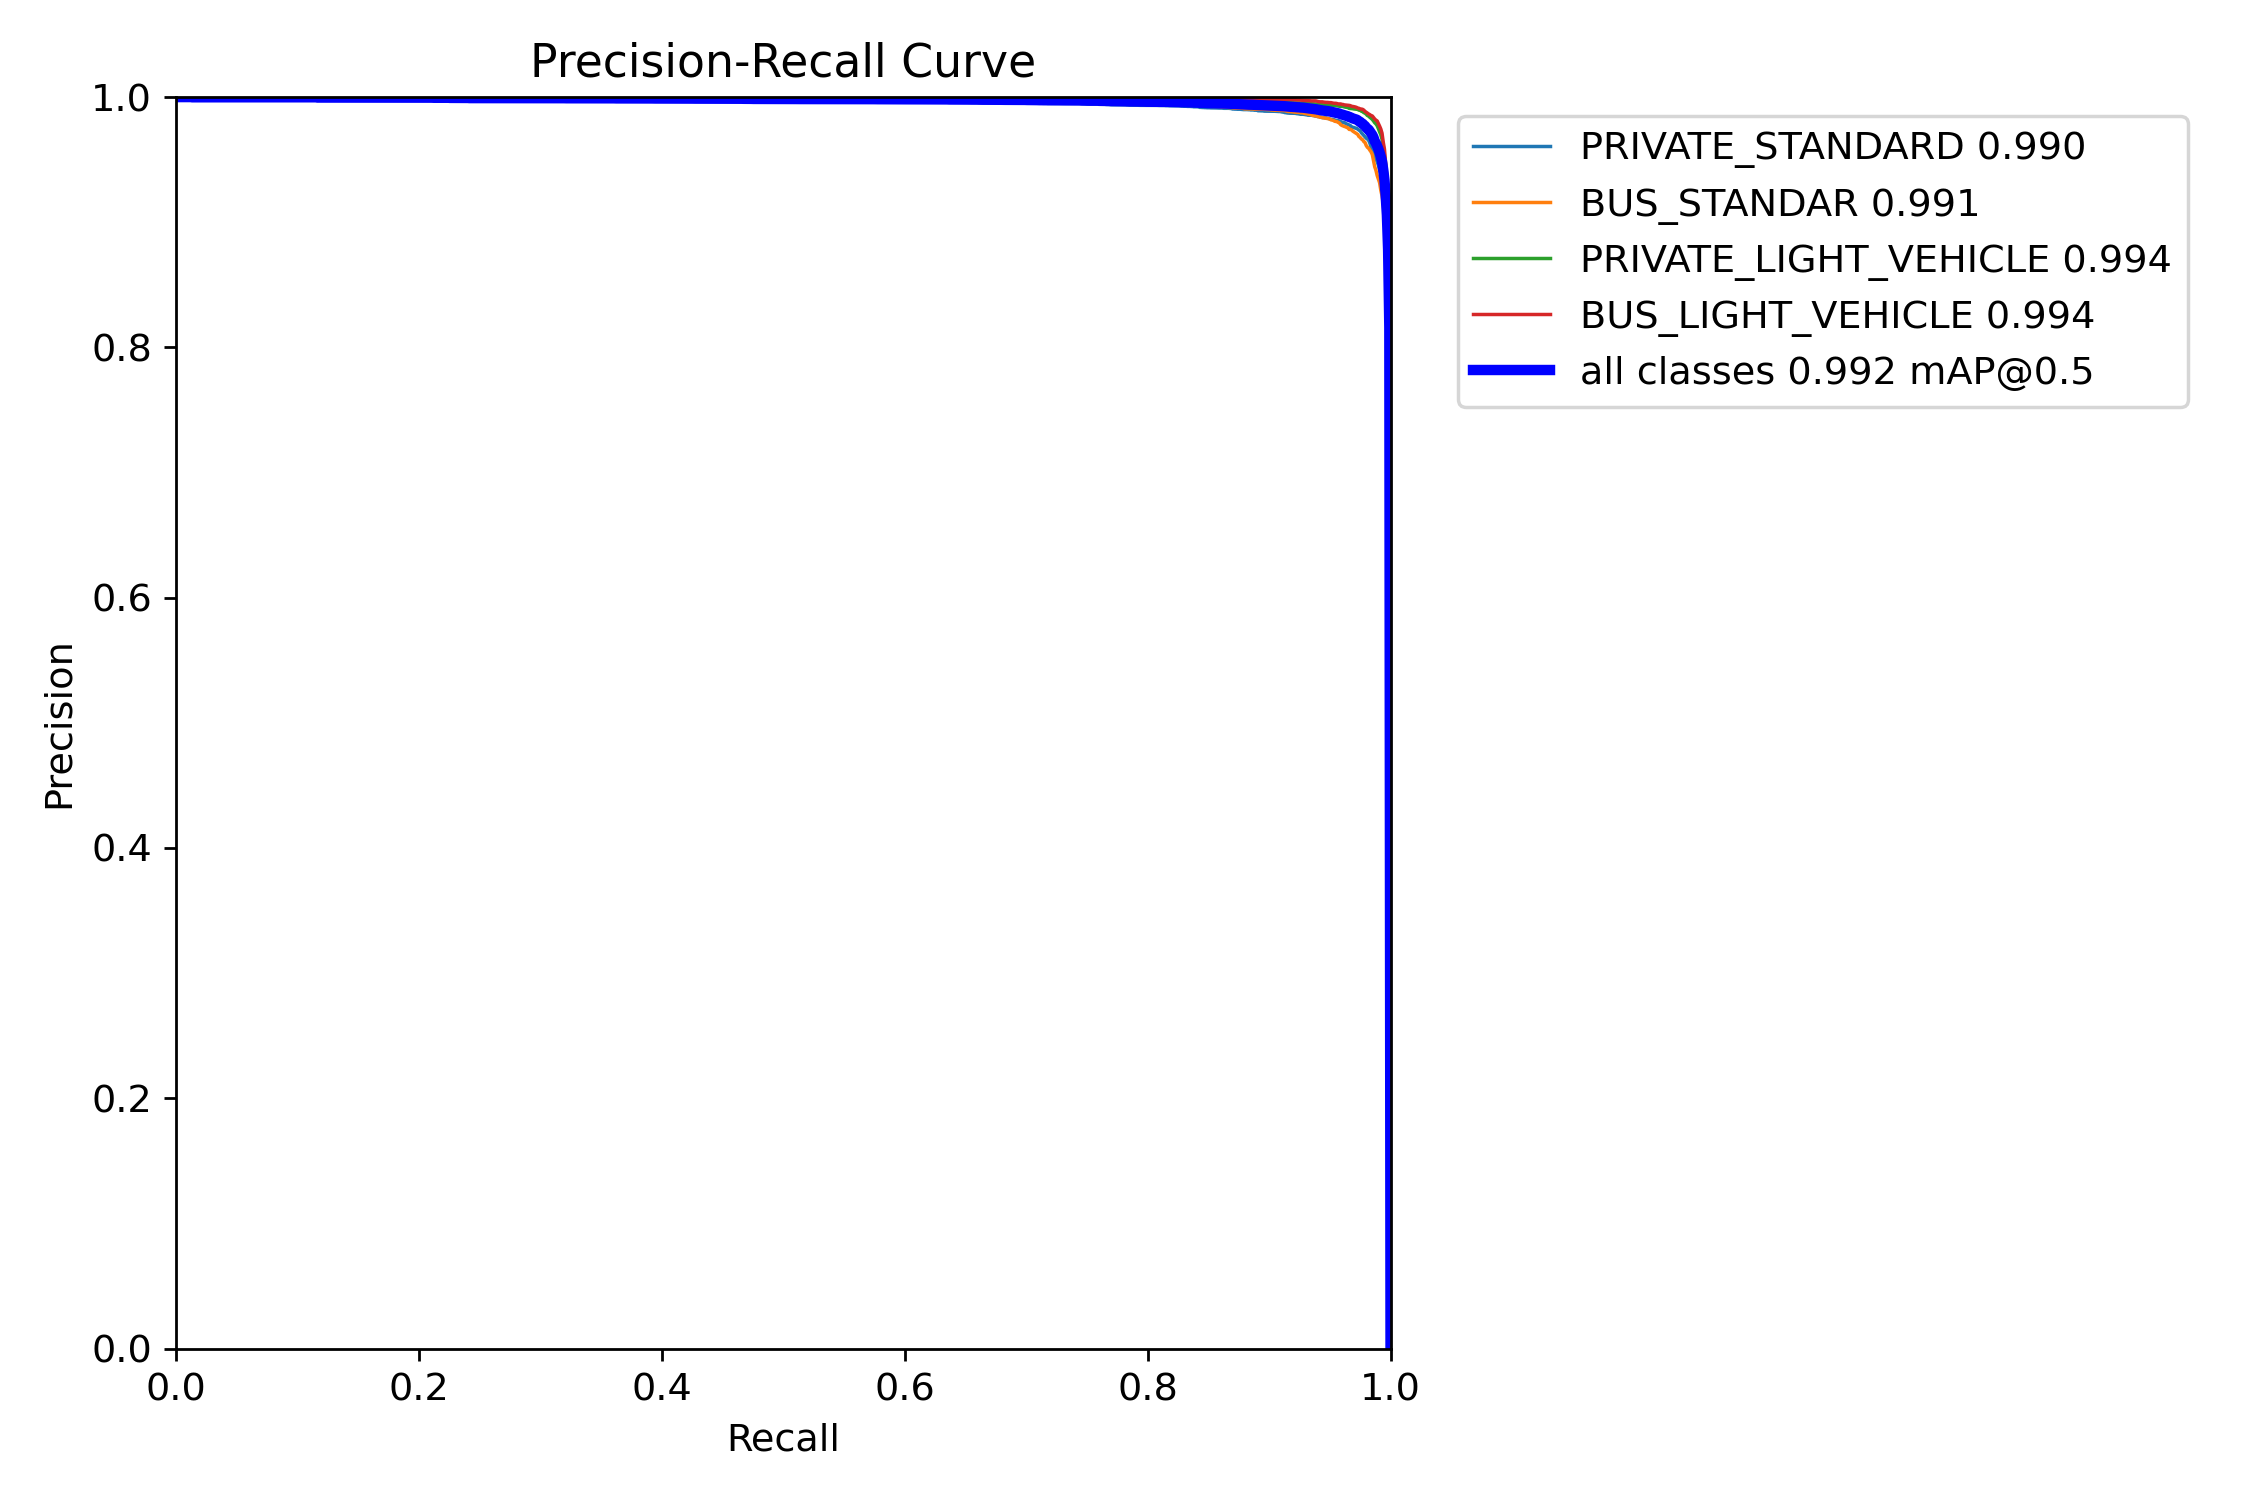 Precision-Recall Curve
1.0
0.8
0.6
0.4
0.2
0.0
Precision
0.0 0.2 0.4 0.6 0.8 1.0
Recall
PRIVATE_STANDARD 0.990
BUS_STANDAR 0.991
PRIVATE_LIGHT_VEHICLE 0.994
BUS_LIGHT_VEHICLE 0.994
all classes 0.992 mAP@0.5